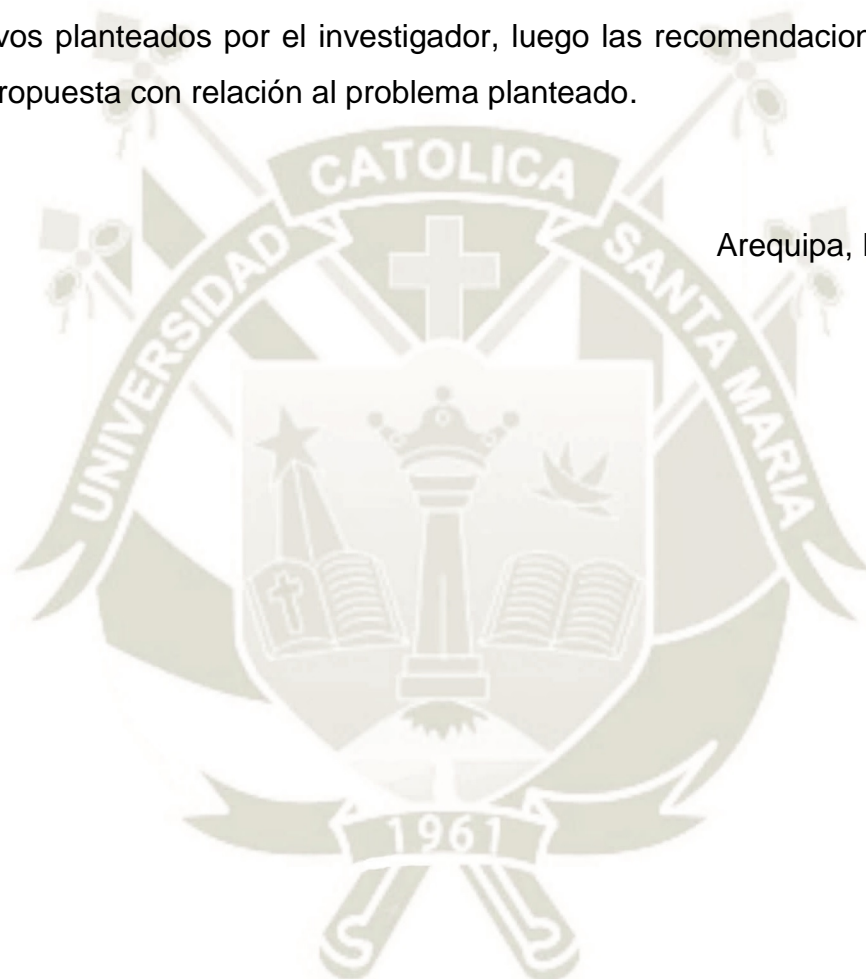 vos planteados por el investigador, luego las recomendacion
ropuesta con relación al problema planteado.
Arequipa,
UNIVERSIDAD CATOLICA SANTA MARIA
1961